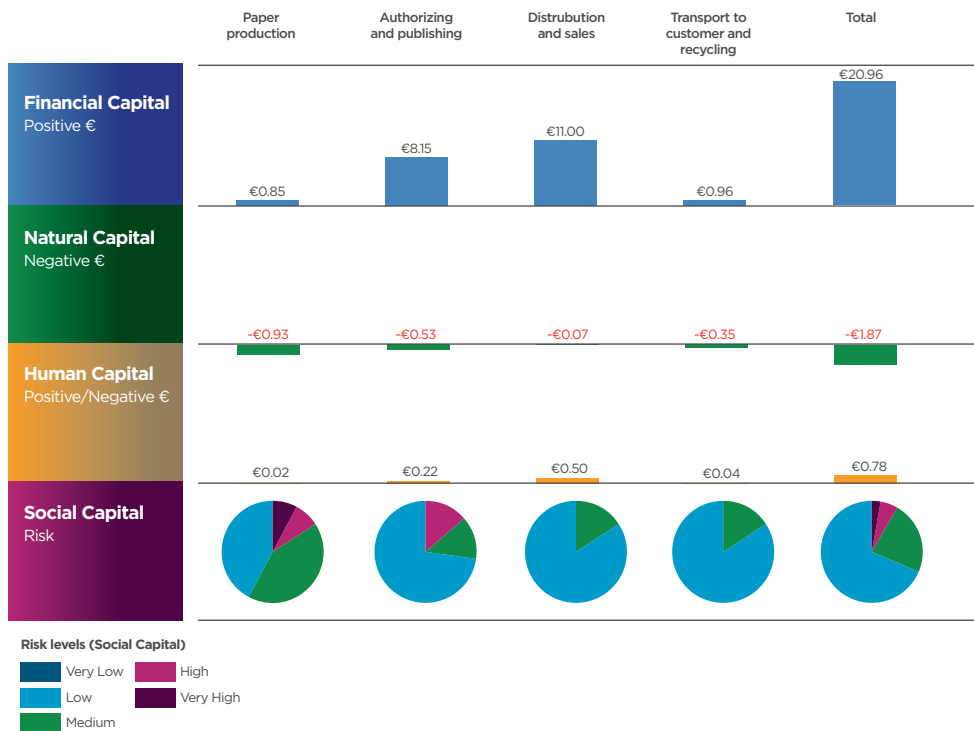 Paper
production
Authorizing
and publishing
Distrubution
and sales
Transport to
customer and
recycling
Total
Financial Capital
Positive €
€0.85
€8.15
€11.00
€0.96
€20.96
Natural Capital
Negative €
-€0.93
-€0.53
-€0.07
-€0.35
-€1.87
Human Capital
Positive/Negative €
€0.02
€0.22
€0.50
€0.04
€0.78
Social Capital
Risk
Risk levels (Social Capital)
Very Low
High
Low
Very High
Medium